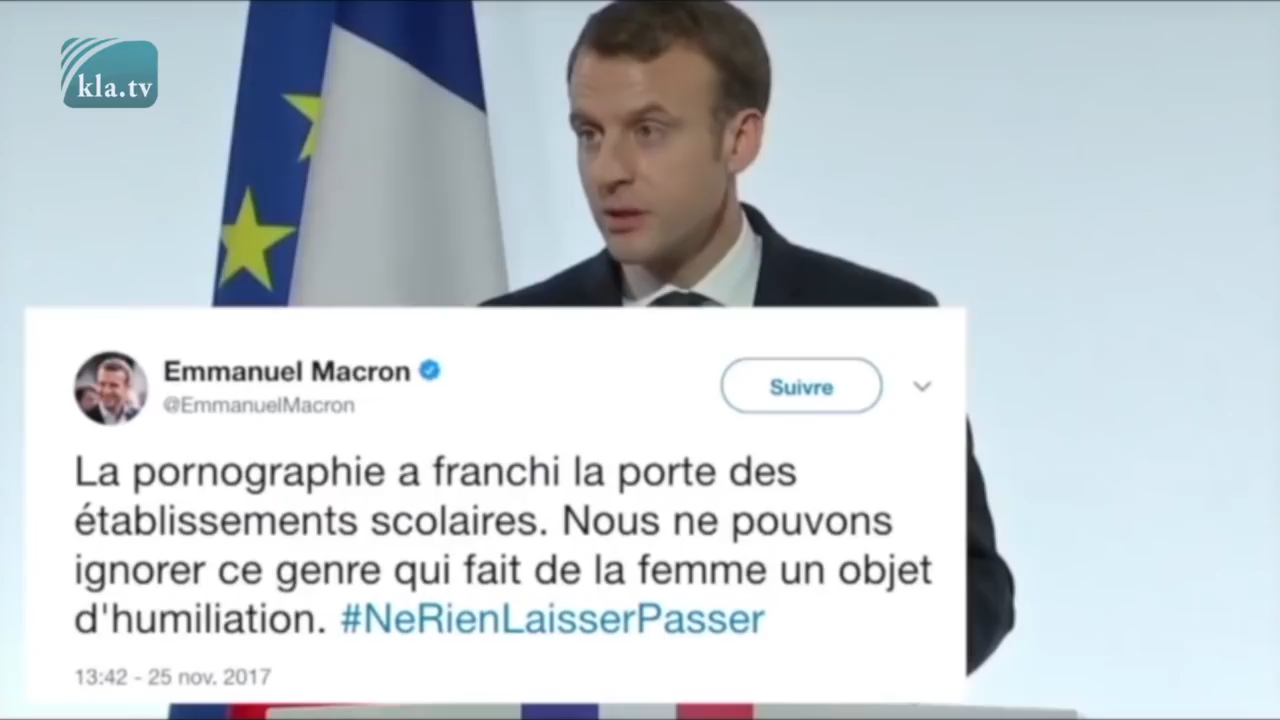 kla.tv
Emmanuel Macron
@EmmanuelMacron
Suivre
La pornographie a franchi la porte des
établissements scolaires. Nous ne pouvons
ignorer ce genre qui fait de la femme un objet
d'humiliation. #NeRienLaisserPasser
13:42 - 25 nov. 2017